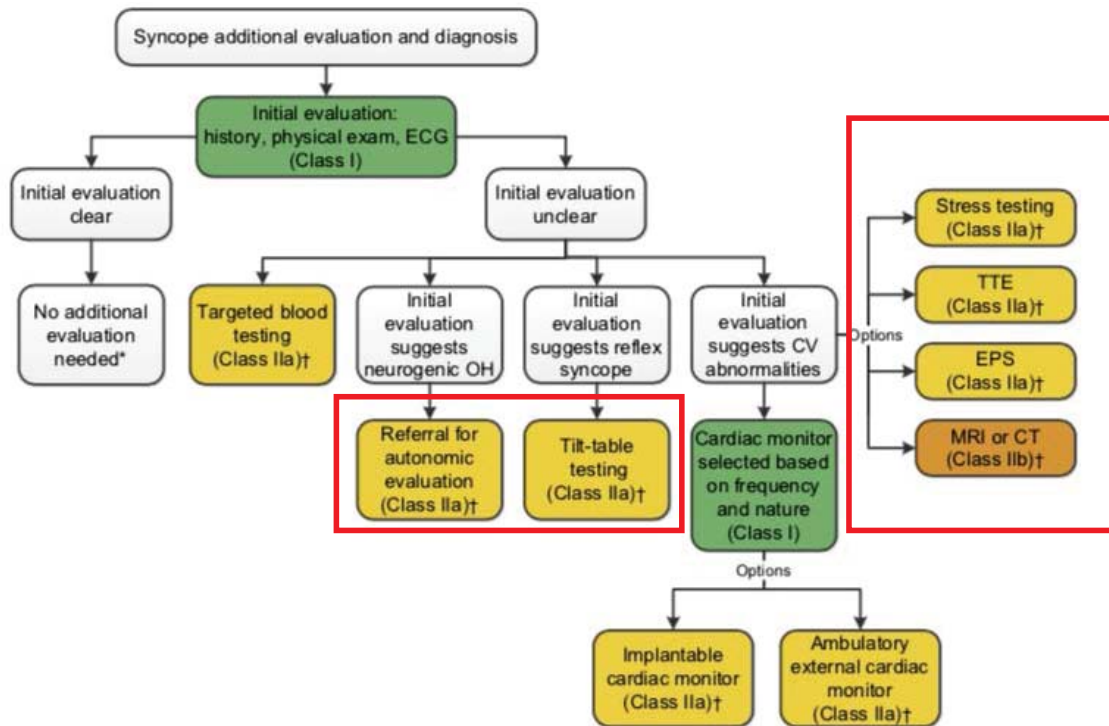 Syncope additional evaluation and diagnosis
Initial evaluation:
history, physical exam, ECG
(Class I)
Initial evaluation
clear
Initial evaluation
unclear
No additional
evaluation
needed*
Targeted blood
testing
(Class IIa)†
Initial
evaluation
suggests
neurogenic OH
Initial
evaluation
suggests reflex
syncope
Initial
evaluation
suggests CV
abnormalities
Options
Stress testing
(Class IIa)†
TTE
(Class IIa)†
EPS
(Class IIa)†
MRI or CT
(Class IIb)†
Referral for
autonomic
evaluation
(Class IIa)†
Tilt-table
testing
(Class IIa)†
Cardiac monitor
selected based
on frequency
and nature
(Class I)
Options
Implantable
cardiac monitor
(Class IIa)†
Ambulatory
external cardiac
monitor
(Class IIa)†